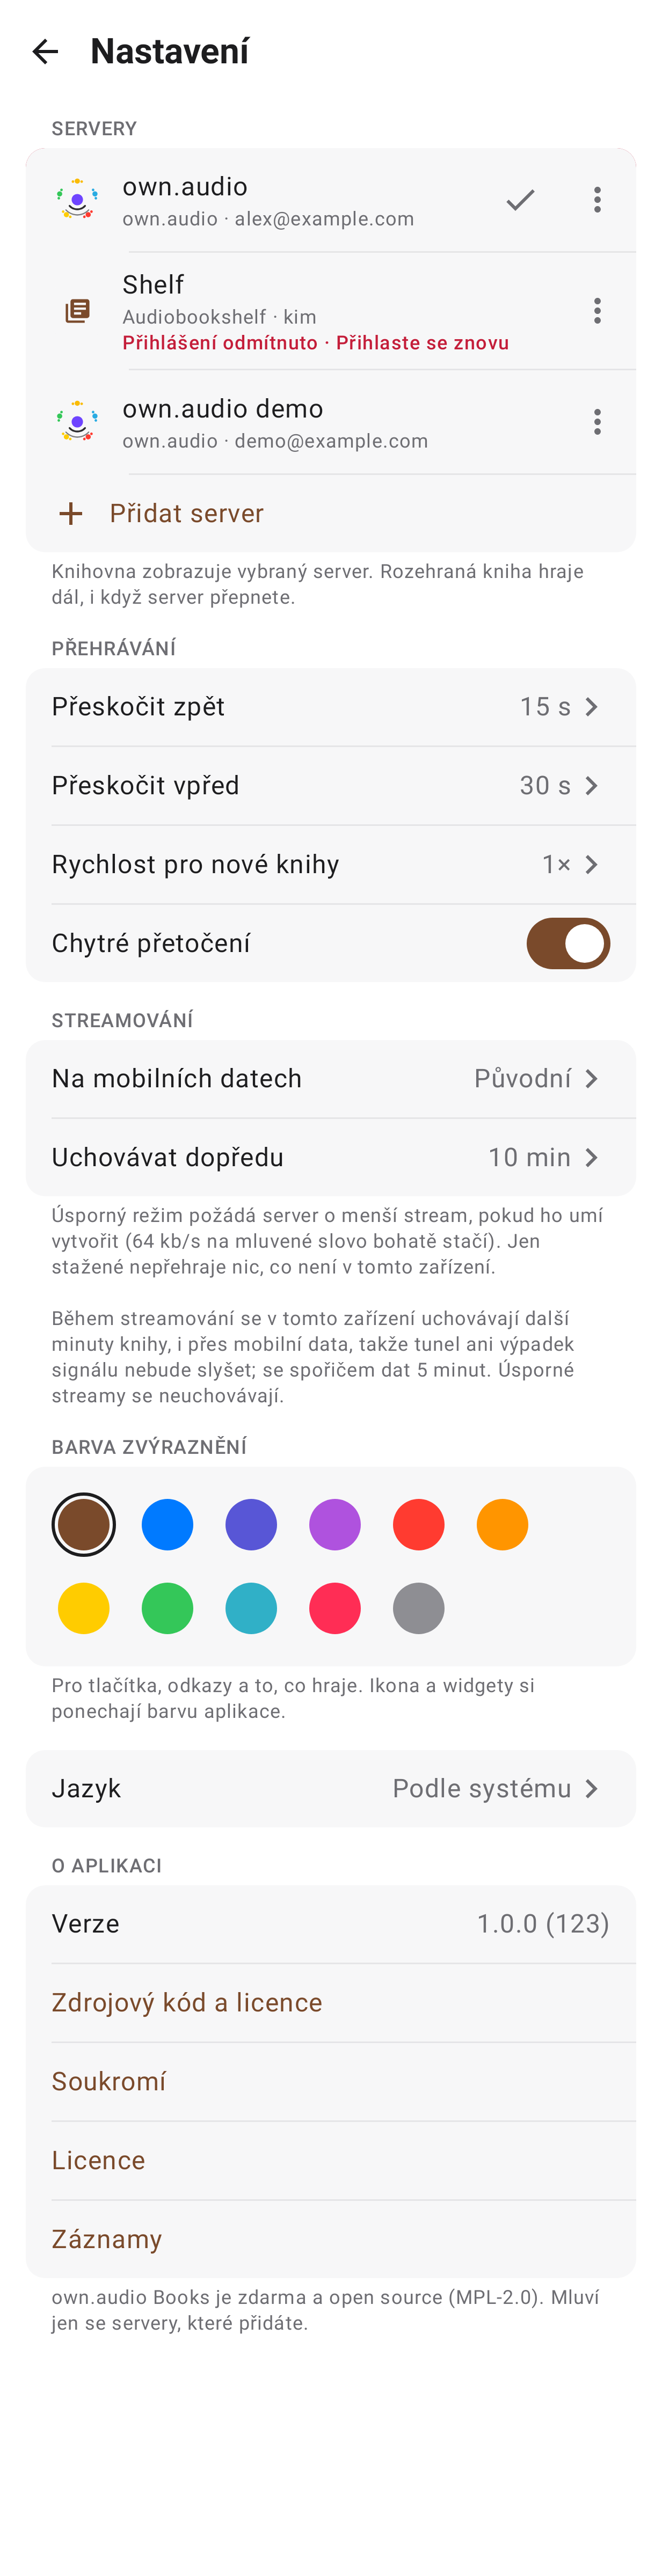 Nastavení
SERVERY
own.audio
own.audio · alex@example.com
Shelf
Audiobookshelf · kim
Přihlášení odmítnuto · Přihlaste se znovu
own.audio demo
own.audio · demo@example.com
Přidat server
Knihovna zobrazuje vybraný server. Rozehraná kniha hraje
dál, i když server přepnete.
PŘEHRÁVÁNÍ
Přeskočit zpět 15 s
Přeskočit vpřed 30 s
Rychlost pro nové knihy 1×
Chytré přetočení
STREAMOVÁNÍ
Na mobilních datech Původní
Uchovávat dopředu 10 min
Úsporný režim požádá server o menší stream, pokud ho umí
vytvořit (64 kb/s na mluvené slovo bohatě stačí). Jen
stažené nepřehraje nic, co není v tomto zařízení.
Během streamování se v tomto zařízení uchovávají další
minuty knihy, i přes mobilní data, takže tunel ani výpadek
signálu nebude slyšet; se spořičem dat 5 minut. Úsporné
streamy se neuchovávají.
BARVA ZVÝRAZNĚNÍ
Pro tlačítka, odkazy a to, co hraje. Ikona a widgety si
ponechají barvu aplikace.
Jazyk Podle systému
O APLIKACI
Verze 1.0.0 (123)
Zdrojový kód a licence
Soukromí
Licence
Záznamy
own.audio Books je zdarma a open source (MPL-2.0). Mluví
jen se servery, které přidáte.